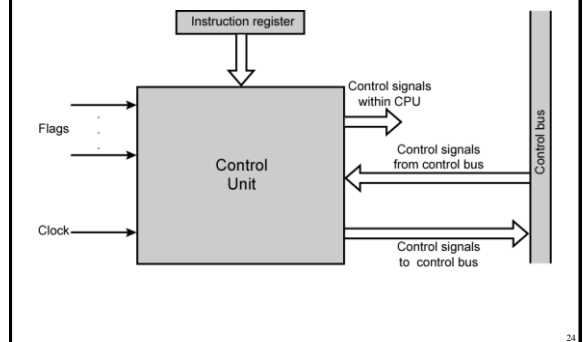 Instruction register
Control signals
within CPU
Flags
Control
Unit
Control signals
from control bus
Control bus
Clock
Control signals
to control bus
24